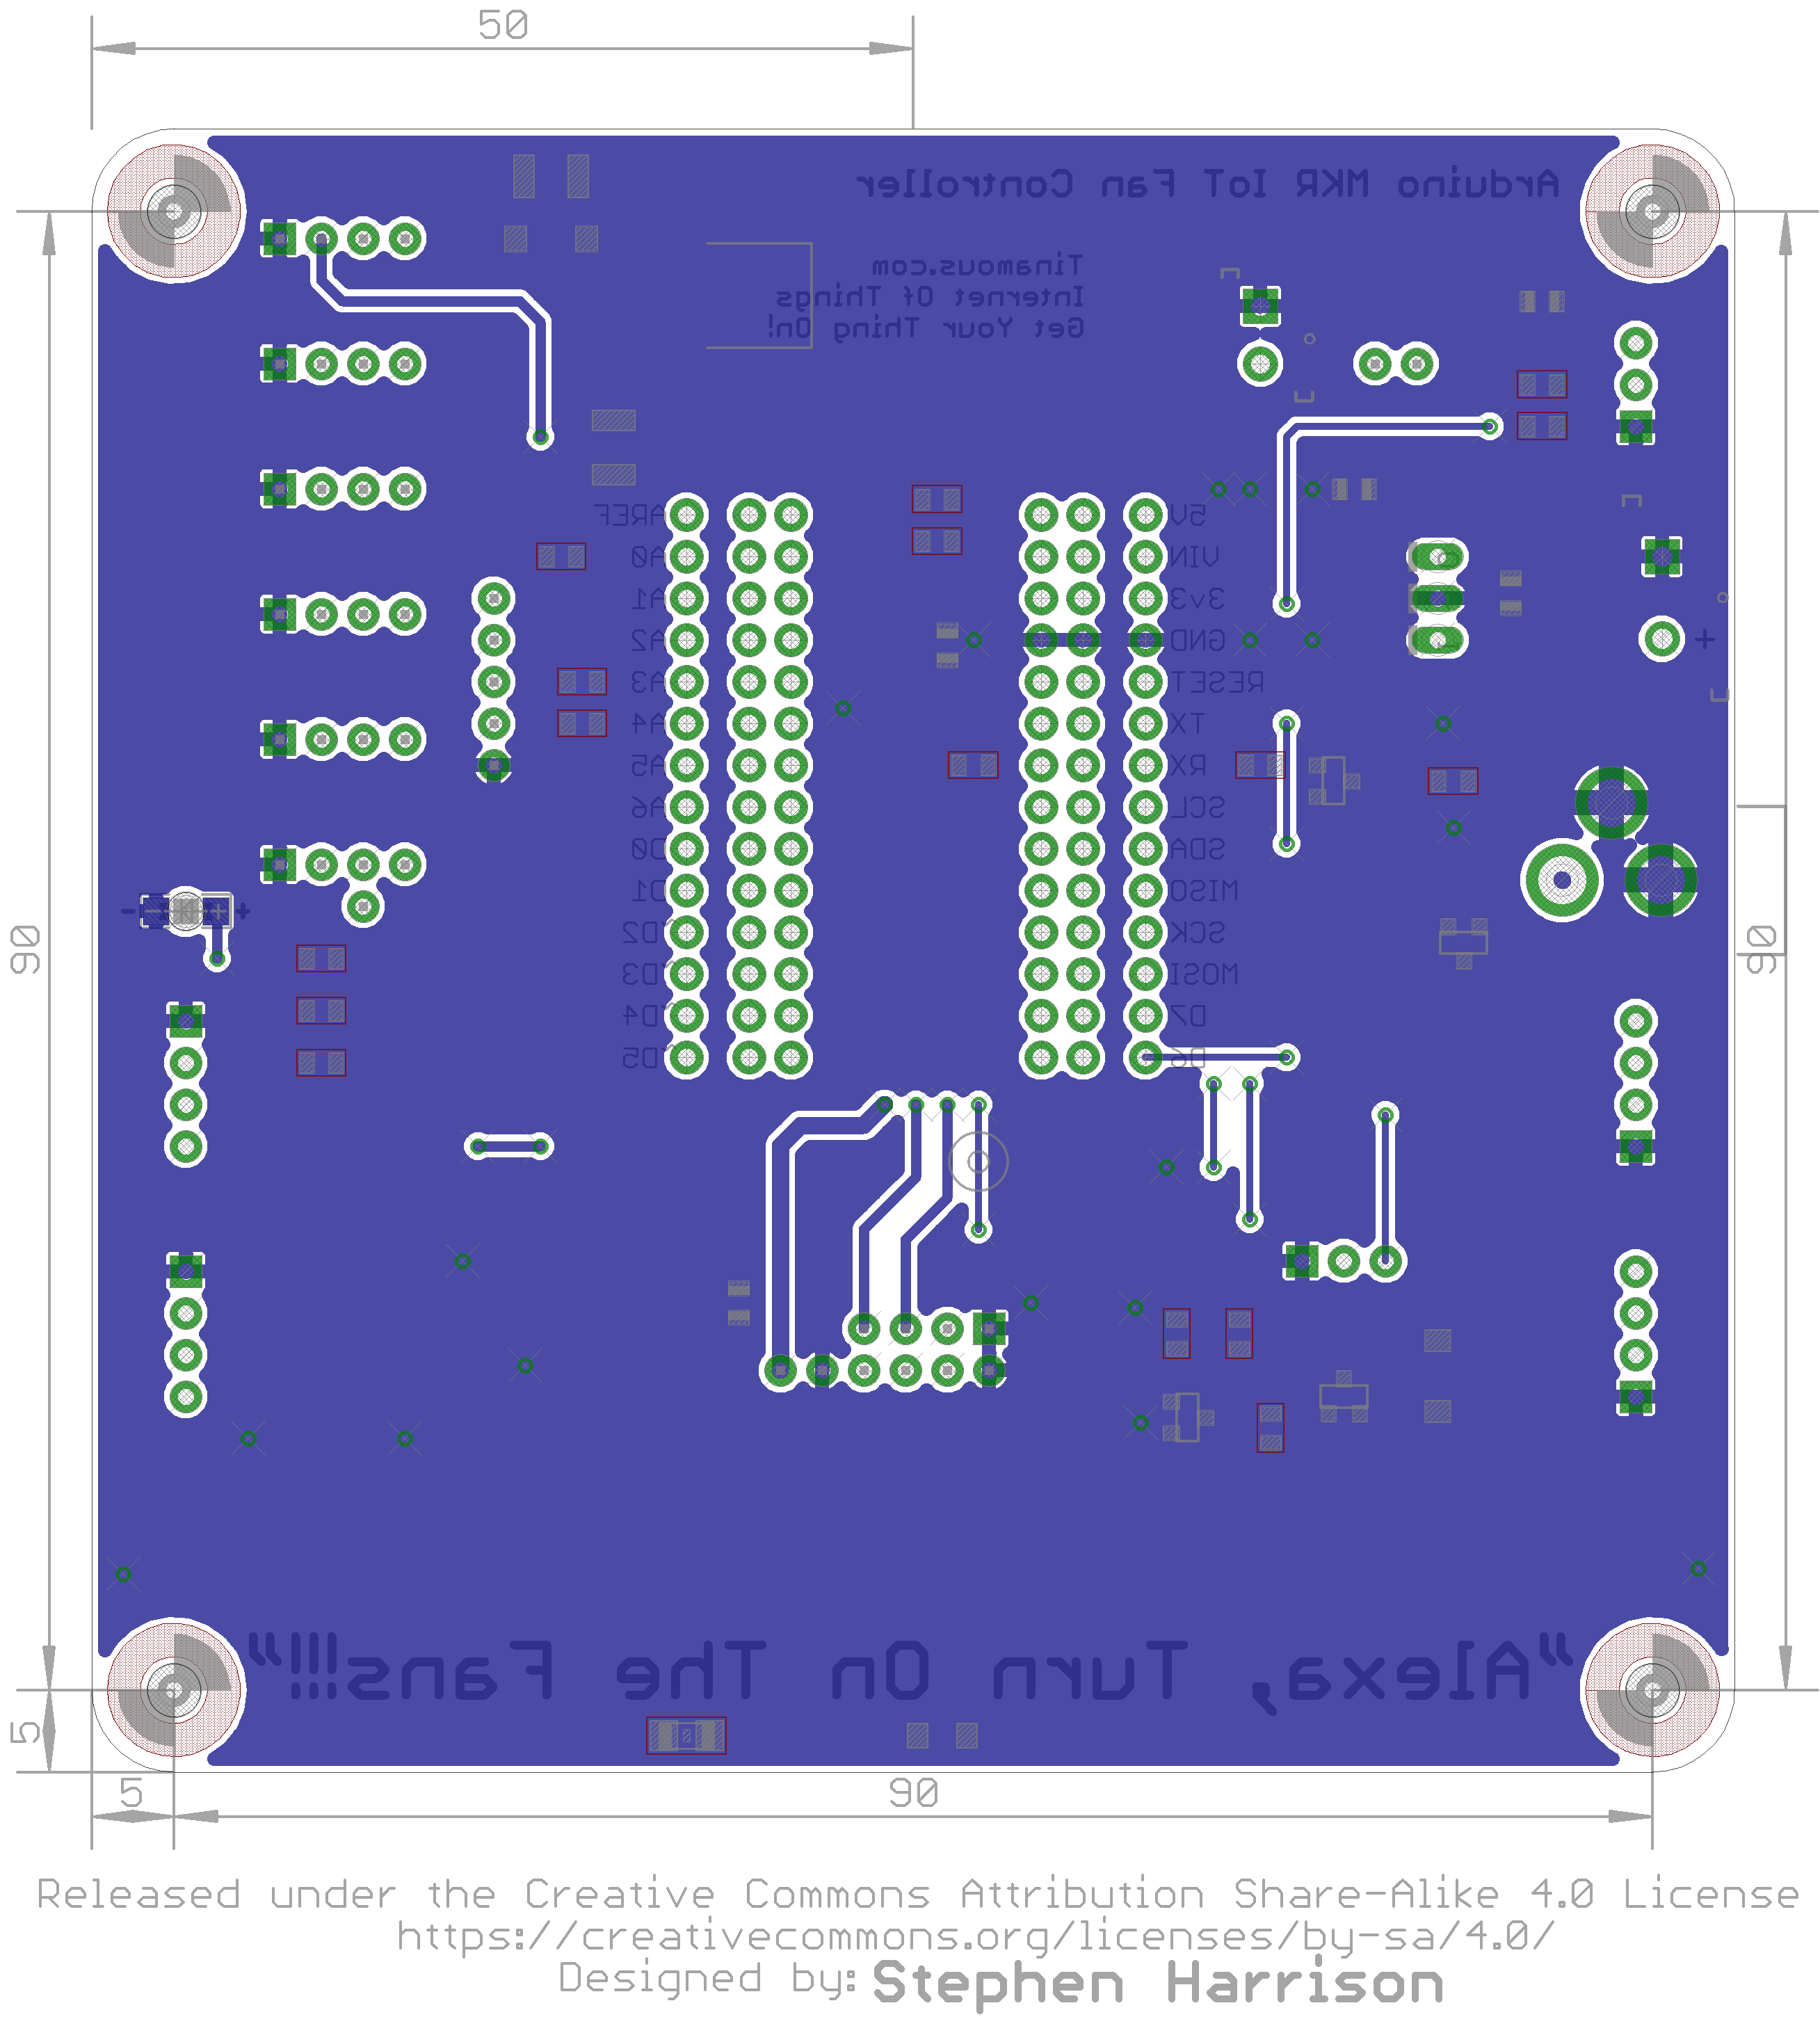 50
Arduino MKR IoT Fan Controller
Tinamous.com
Internet Of Things
Get Your Thing On!
AREF
A0
A1
A2
A3
A4
A5
A6
D0
D1
~D2
~D3
~D4
~D5
5V
VIN
3v3
GND
RESET
TX
RX
SCL
SDA
MISO
SCK
MOSI
D7
D6
+
- - + +
90
90
"Alexa, Turn On The Fans!!!!"
5
5
90
Released under the Creative Commons Attribution Share-Alike 4.0 License
https://creativecommons.org/licenses/by-sa/4.0/
Designed by: Stephen Harrison